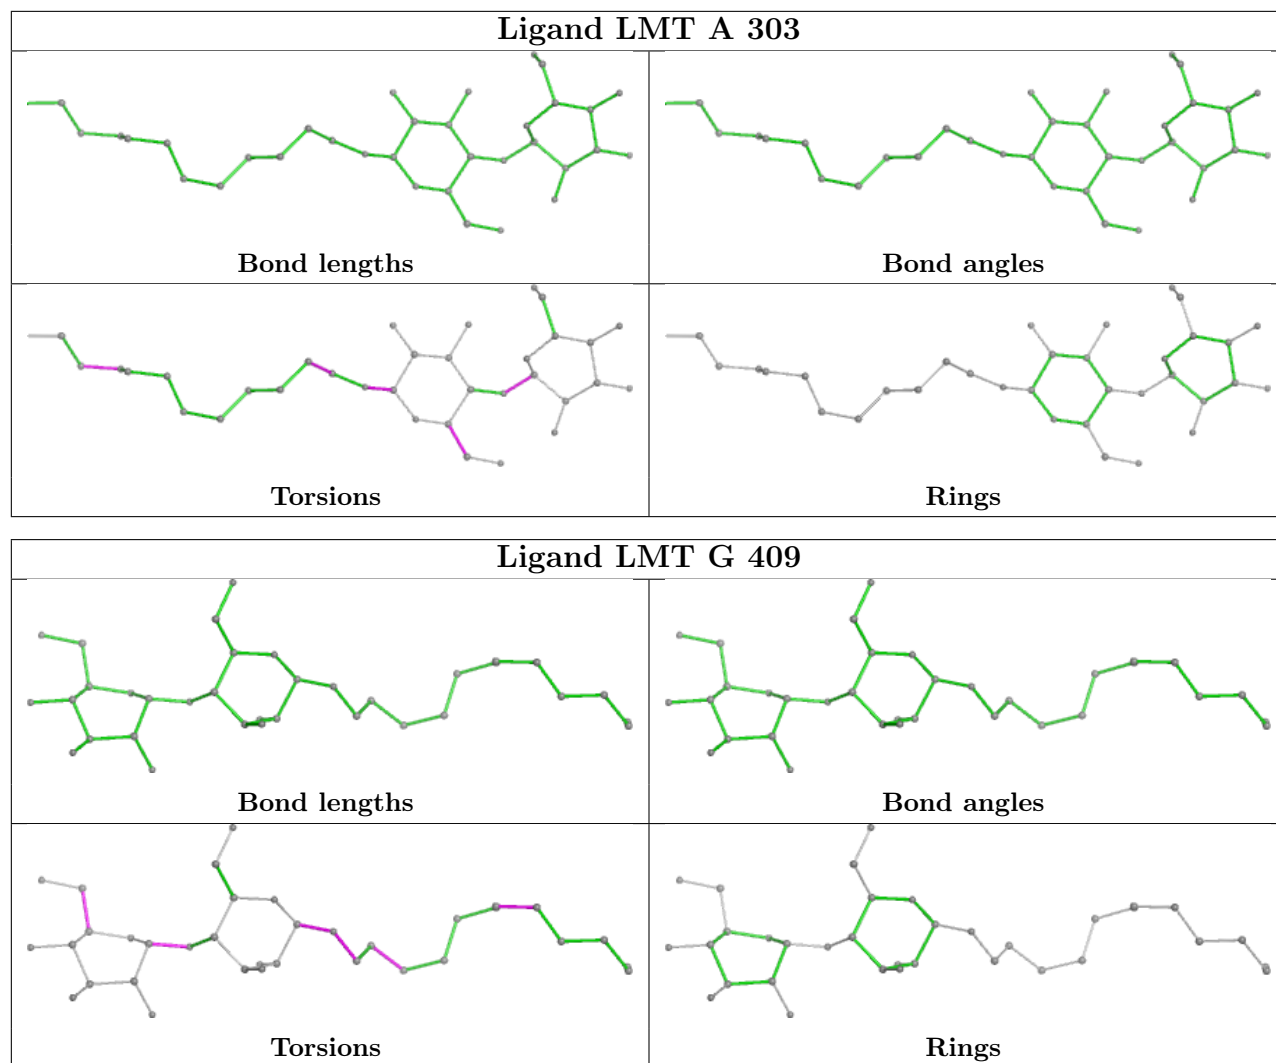 Ligand LMT A 303
Bond lengths
Bond angles
Torsions
Rings
Ligand LMT G 409
Bond lengths
Bond angles
Torsions
Rings